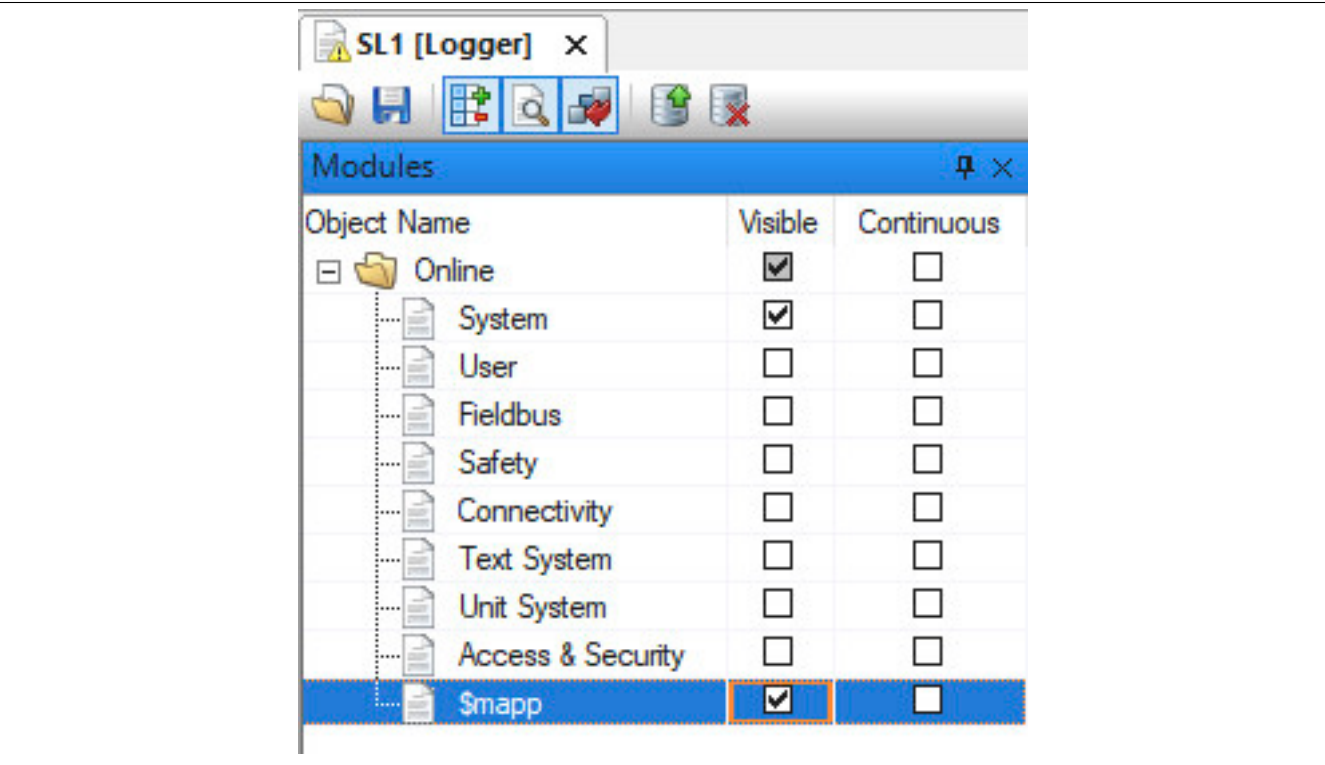 SL1 [Logger]
Modules
Object Name Visible Continuous
Online
System
User
Fieldbus
Safety
Connectivity
Text System
Unit System
Access & Security
$mapp